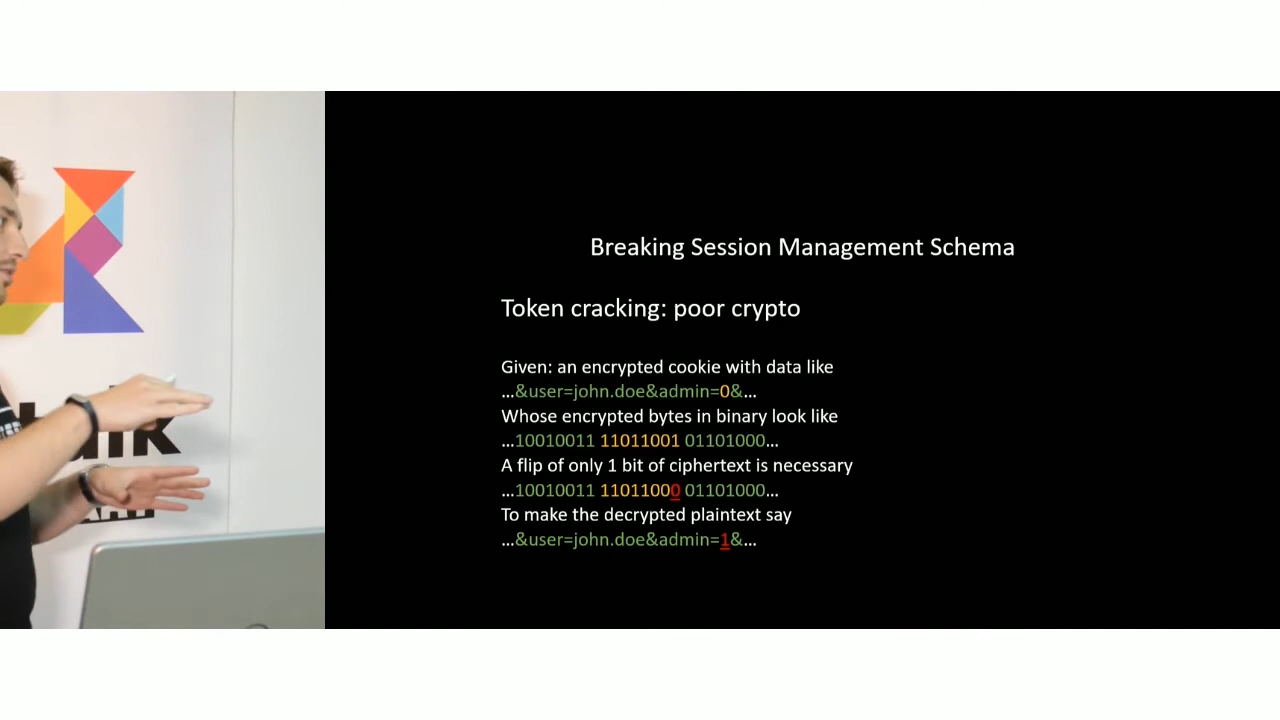 Breaking Session Management Schema
Token cracking: poor crypto
Given: an encrypted cookie with data like
...&user=john.doe&admin=0&...
Whose encrypted bytes in binary look like
...10010011 11011001 01101000...
A flip of only 1 bit of ciphertext is necessary
...10010011 11011000 01101000...
To make the decrypted plaintext say
...&user=john.doe&admin=1&...